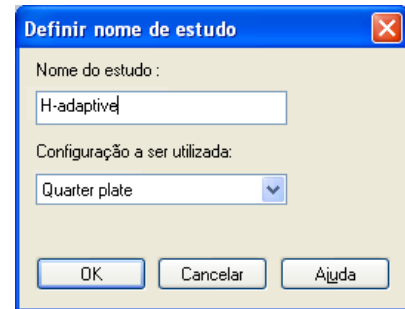 Definir nome de estudo
Nome do estudo :
H-adaptive
Configuração a ser utilizada:
Quarter plate
OK Cancelar Ajuda